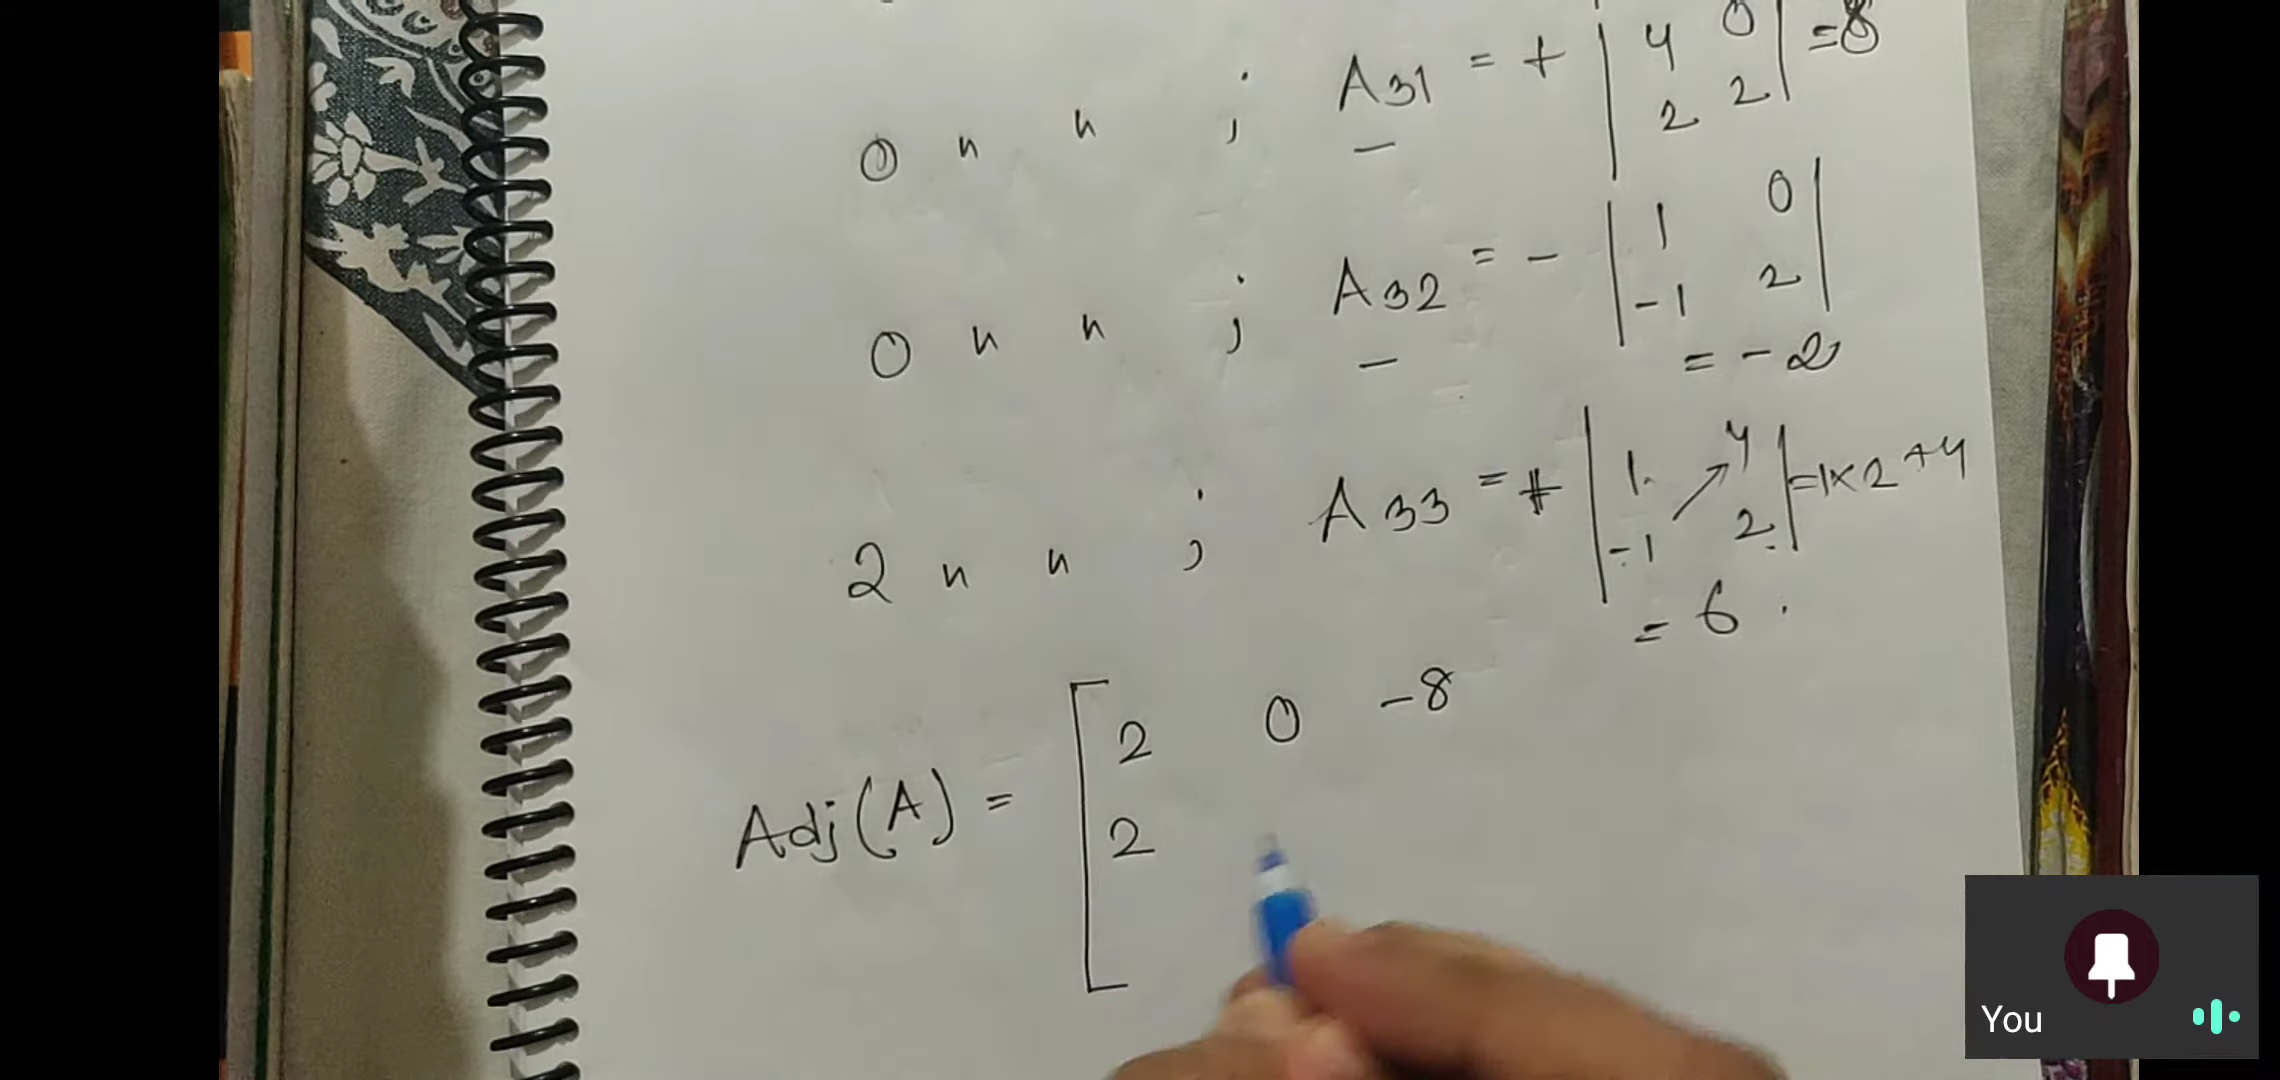 0 " " ; A31 = + | 4 0 | = 8
| 2 2 |
0 " " ; A32 = - | 1 0 |
| -1 2 |
= -2
2 " " ; A33 = + | 1 4 | = 1×2+4
| -1 2 |
= 6
Adj(A) = [ 2 0 -8
2
You